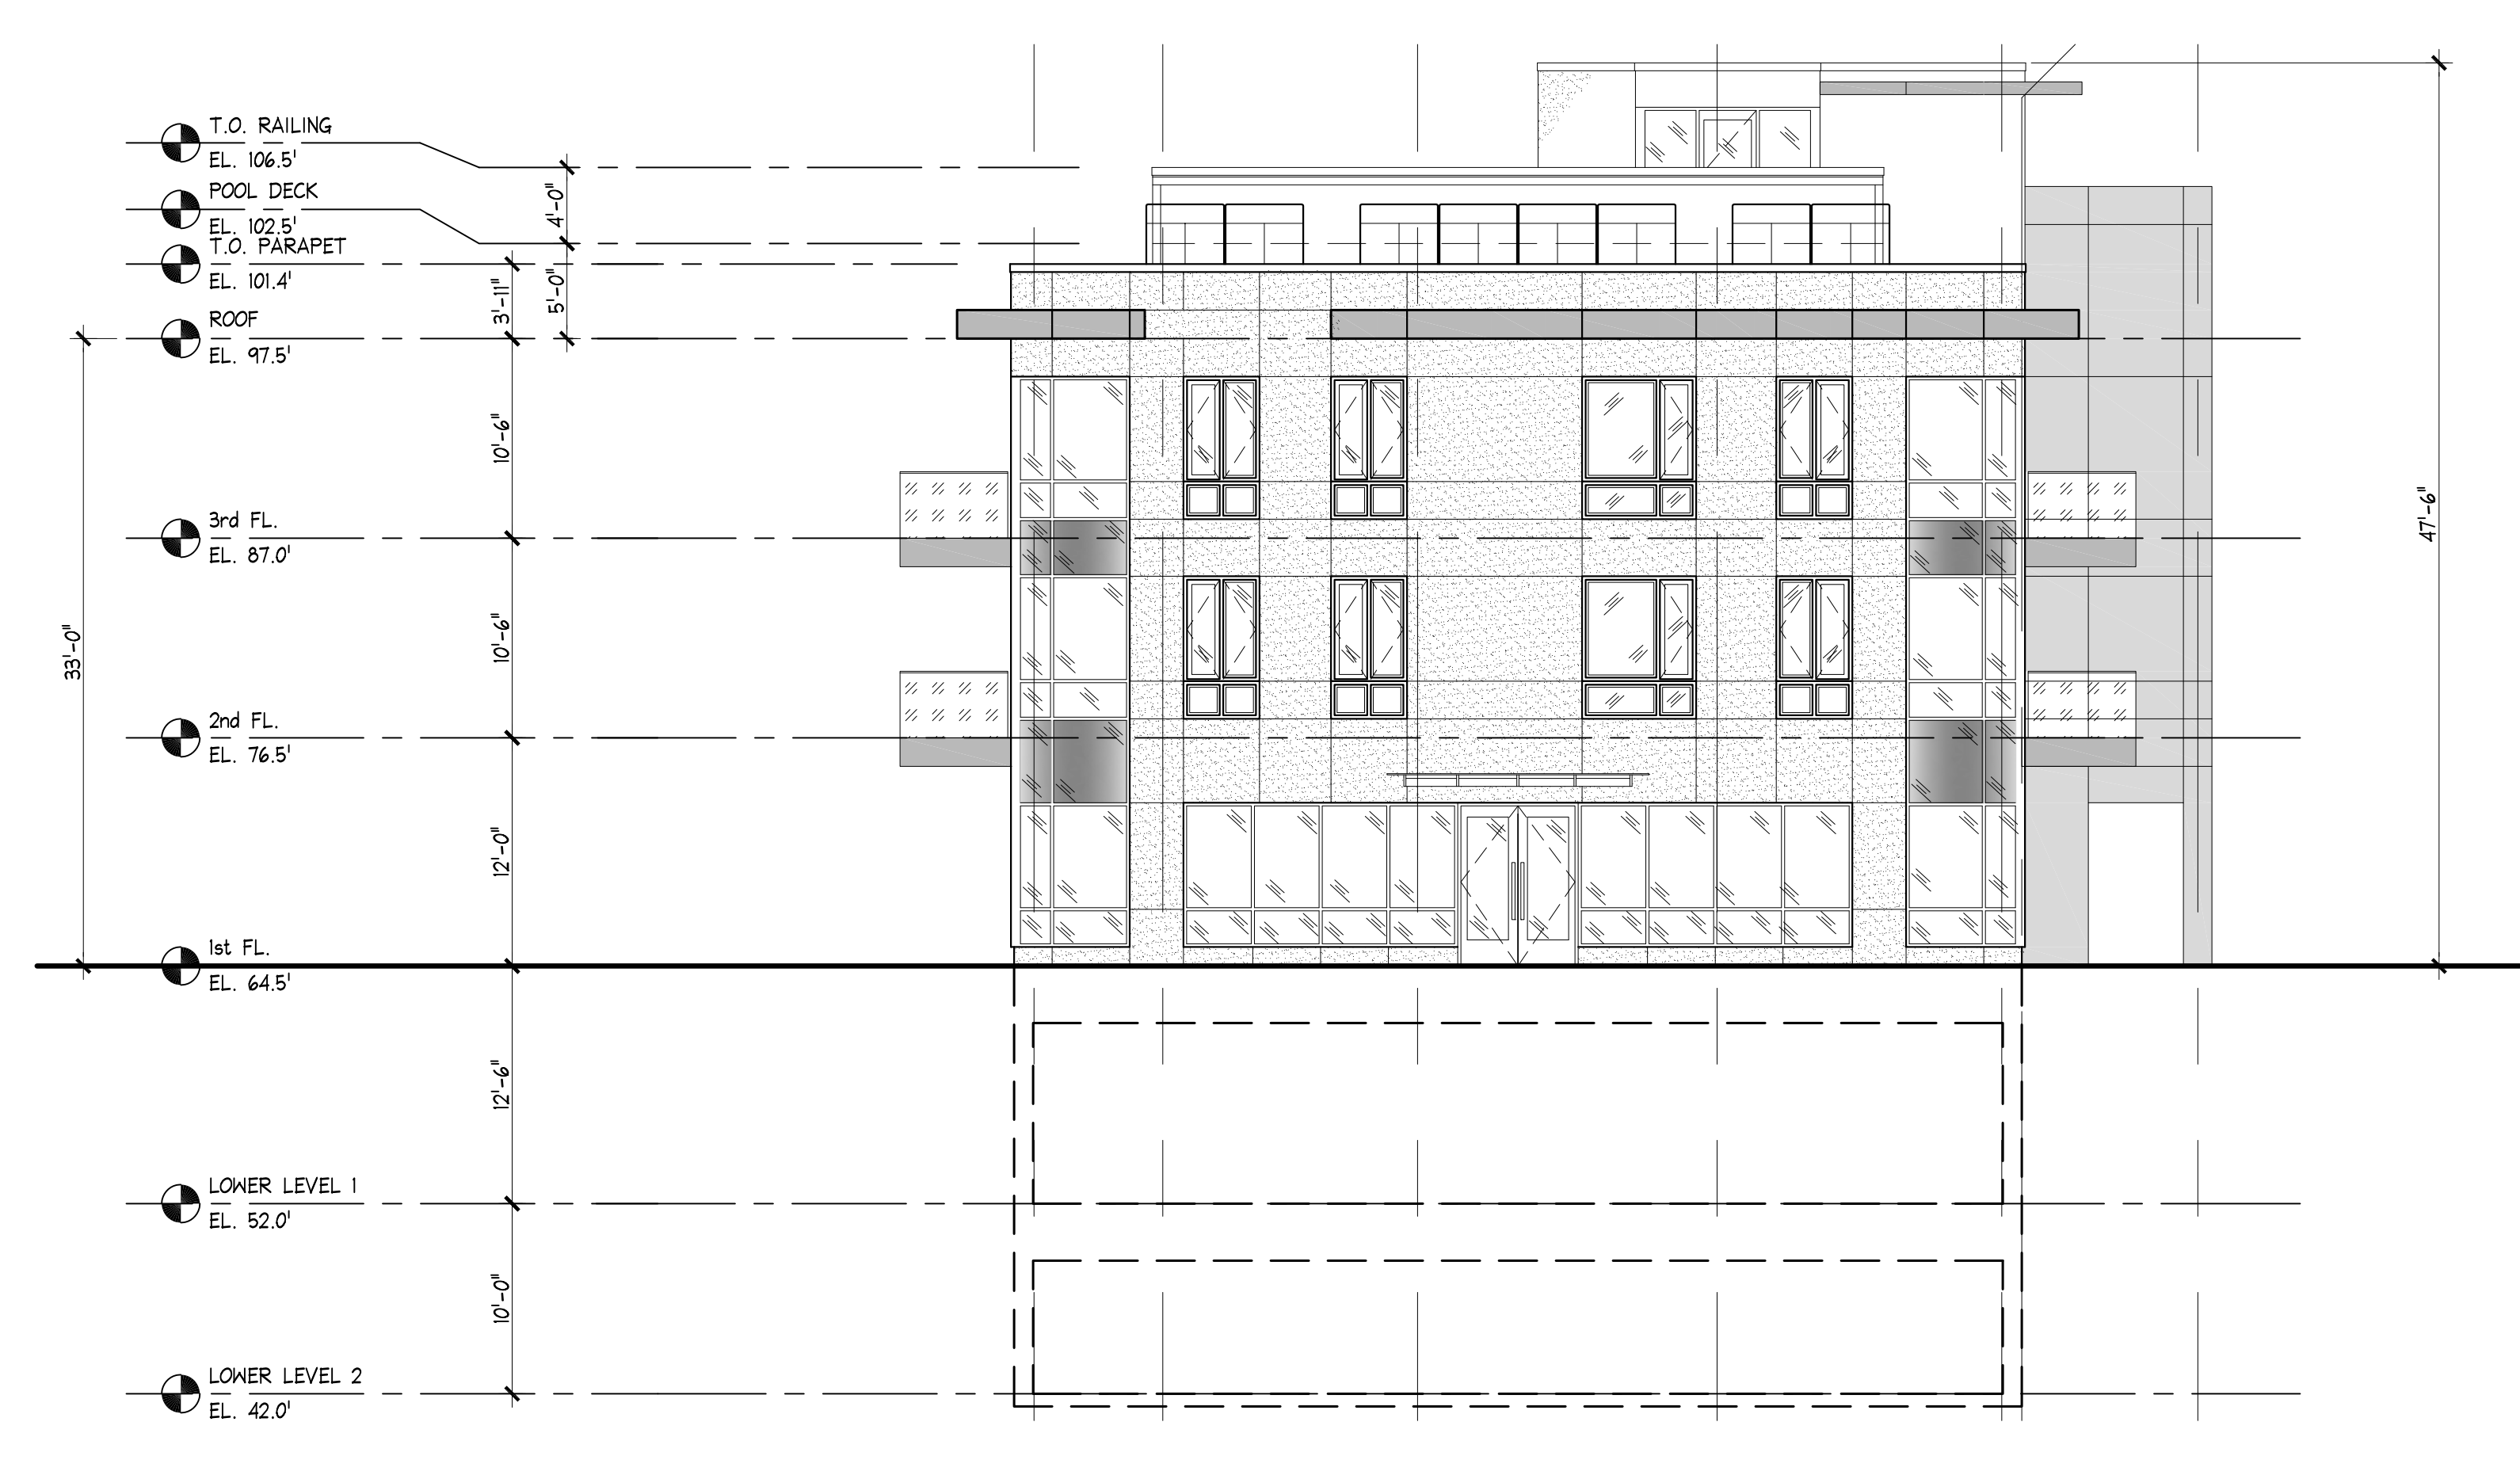 T.O. RAILING
EL. 106.5'
POOL DECK
EL. 102.5'
T.O. PARAPET
EL. 101.4'
ROOF
EL. 97.5'
3rd FL.
EL. 87.0'
2nd FL.
EL. 76.5'
1st FL.
EL. 64.5'
LOWER LEVEL 1
EL. 52.0'
LOWER LEVEL 2
EL. 42.0'
33'-0"
4'-0"
5'-0"
3'-11"
10'-6"
10'-6"
12'-0"
12'-6"
10'-0"
47'-6"